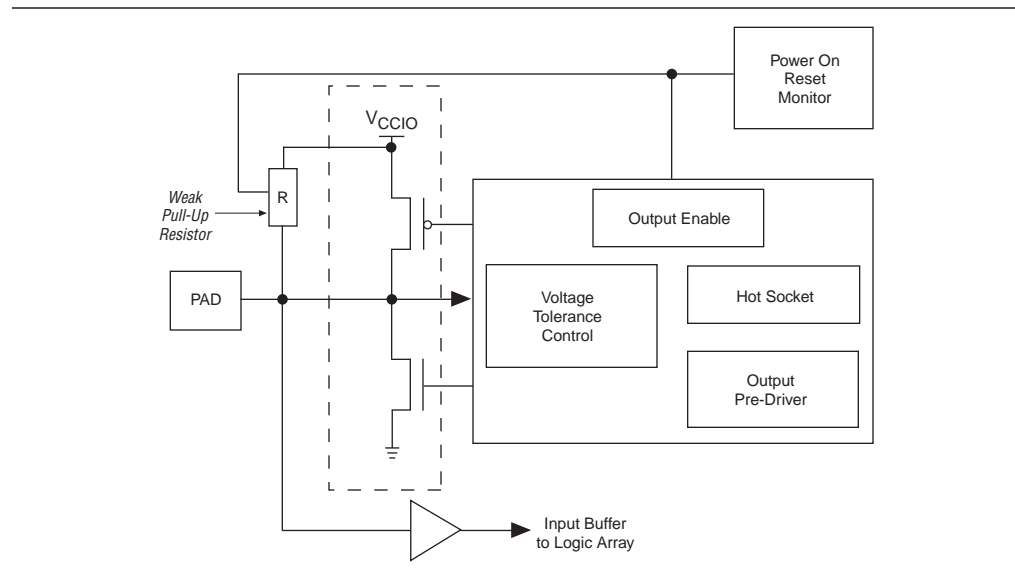 Power On
Reset
Monitor
VCCIO
R
Weak
Pull-Up
Resistor
Output Enable
PAD
Voltage
Tolerance
Control
Hot Socket
Output
Pre-Driver
Input Buffer
to Logic Array